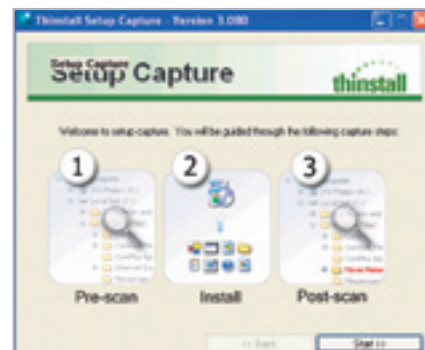 Thinstall Setup Capture - Version 3.080
Setup Capture
Setup Capture
thinstall
Welcome to setup-capture. You will be guided through the following capture steps:
1
2
3
Pre-scan
Install
Post-scan
<< Back
Start >>